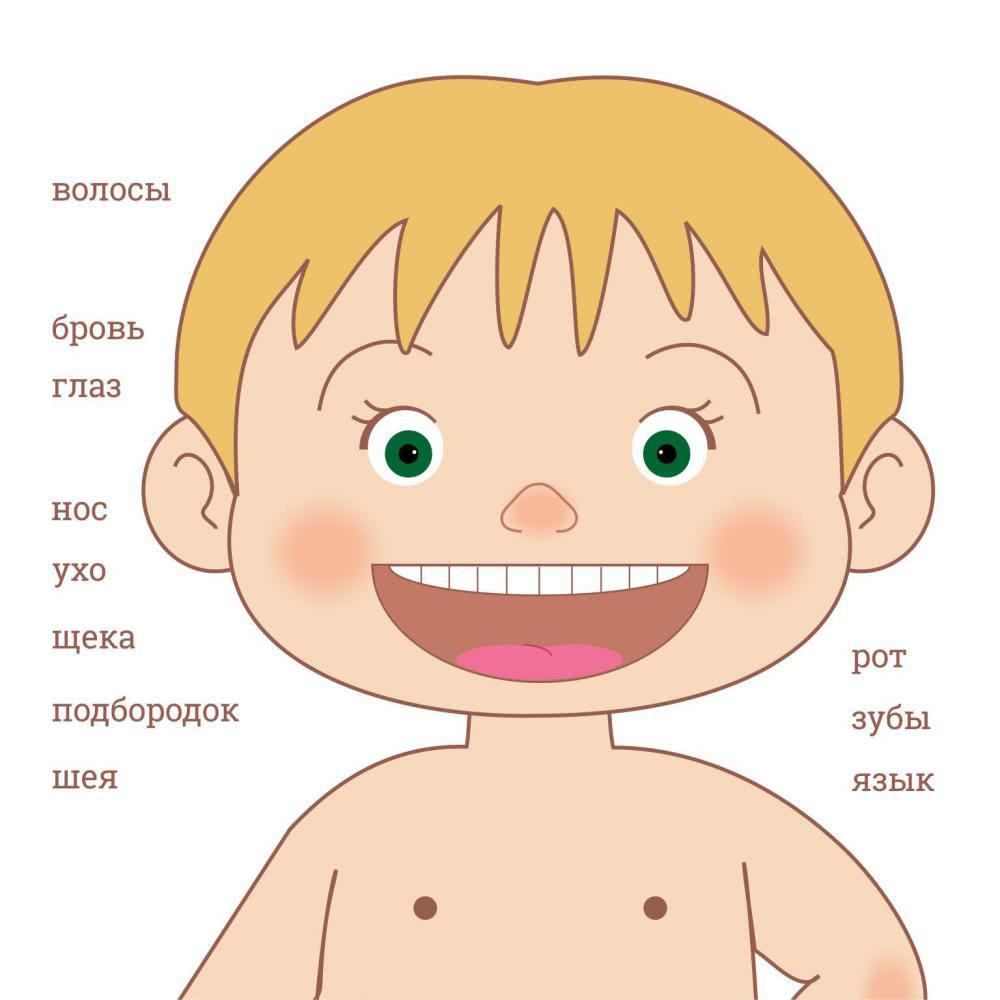 волосы
бровь
глаз
нос
ухо
щека
подбородок
шея
рот
зубы
язык